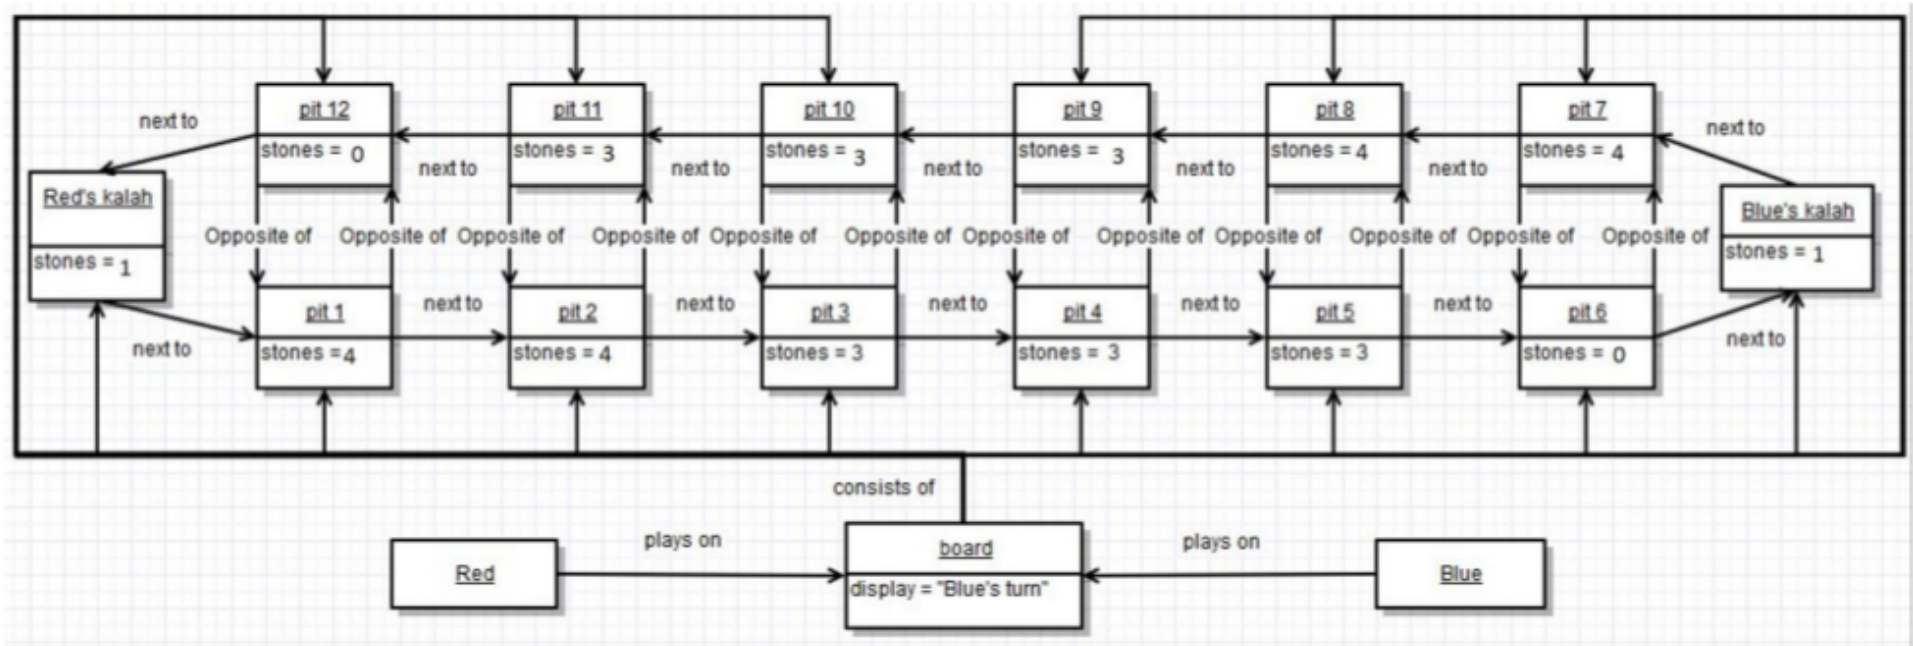 pit 12
stones = 0
pit 11
stones = 3
pit 10
stones = 3
pit 9
stones = 3
pit 8
stones = 4
pit 7
stones = 4
next to
next to
next to
next to
next to
next to
next to
Red's kalah
stones = 1
Blue's kalah
stones = 1
Opposite of
Opposite of
Opposite of
Opposite of
Opposite of
Opposite of
Opposite of
Opposite of
Opposite of
Opposite of
Opposite of
Opposite of
next to
next to
next to
next to
next to
next to
next to
pit 1
stones = 4
pit 2
stones = 4
pit 3
stones = 3
pit 4
stones = 3
pit 5
stones = 3
pit 6
stones = 0
consists of
plays on
plays on
Red
board
display = "Blue's turn"
Blue